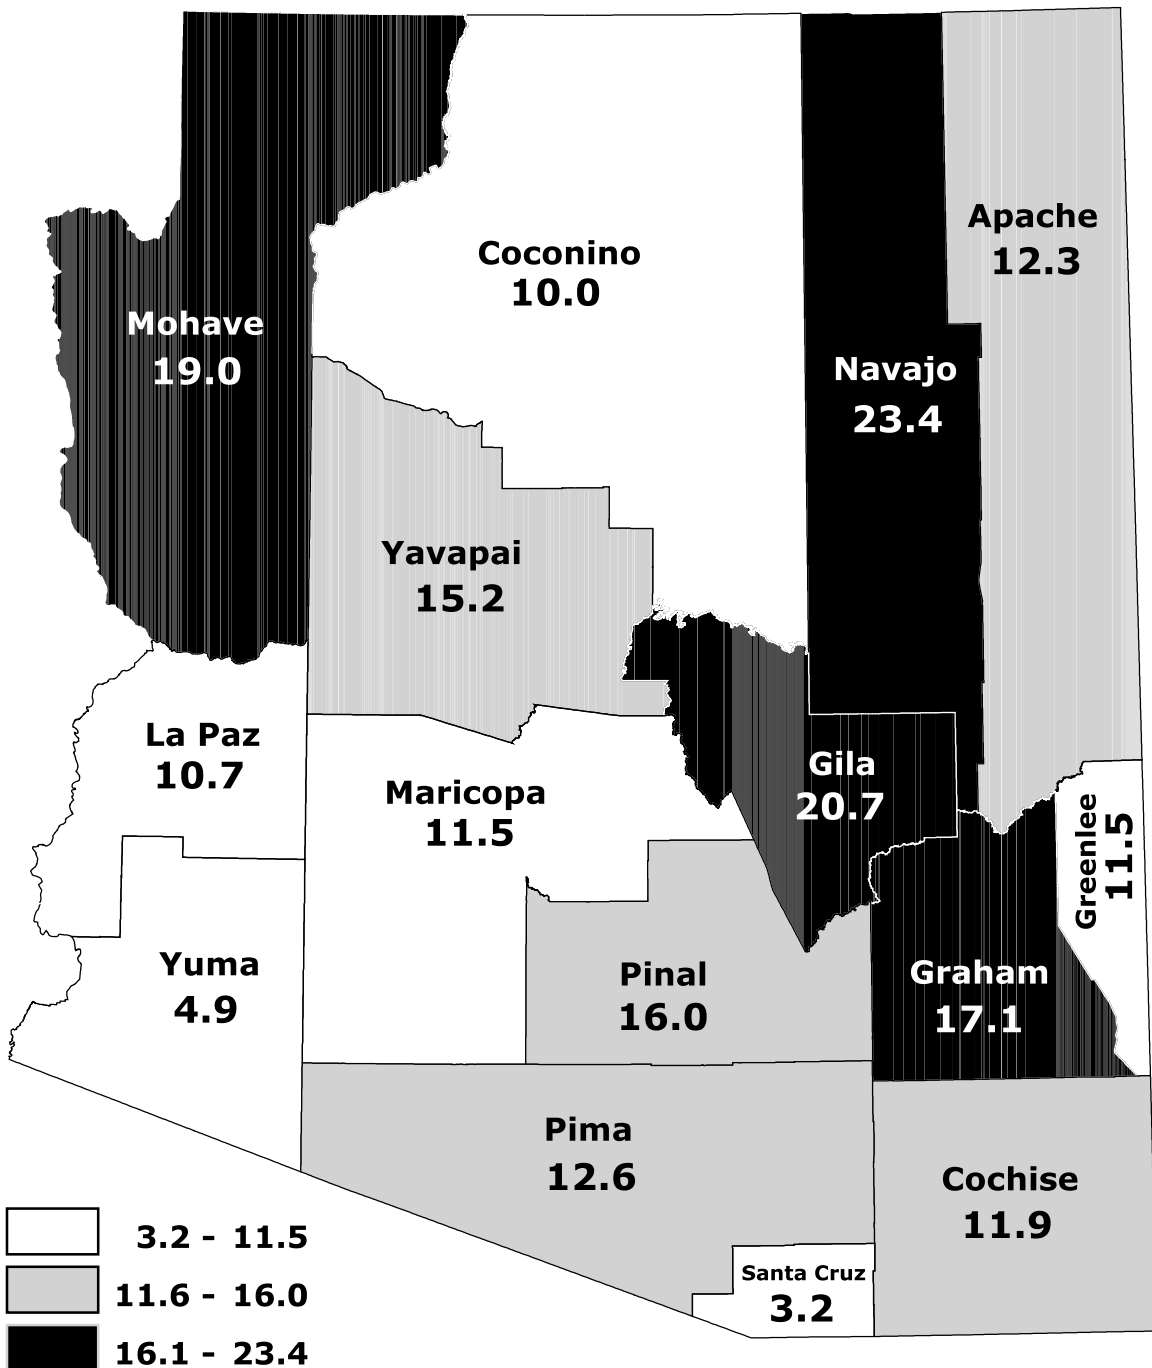 Apache
12.3
Coconino
10.0
Mohave
19.0
Navajo
23.4
Yavapai
15.2
La Paz
10.7
Gila
20.7
Maricopa
11.5
Greenlee
11.5
Yuma
4.9
Pinal
16.0
Graham
17.1
Pima
12.6
Cochise
11.9
Santa Cruz
3.2
3.2 - 11.5
11.6 - 16.0
16.1 - 23.4